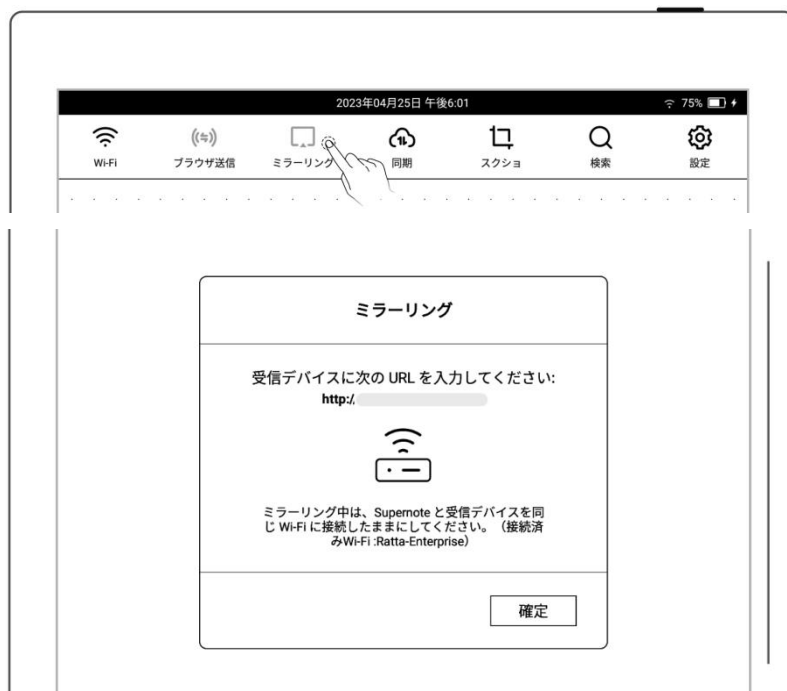 2023年04月25日 午後6:01 75%
Wi-Fi ブラウザ送信 ミラーリング 同期 スクショ 検索 設定
ミラーリング
受信デバイスに次の URL を入力してください:
http:/
ミラーリング中は、Supernote と受信デバイスを同
じ Wi-Fi に接続したままにしてください。（接続済
みWi-Fi :Ratta-Enterprise）
確定